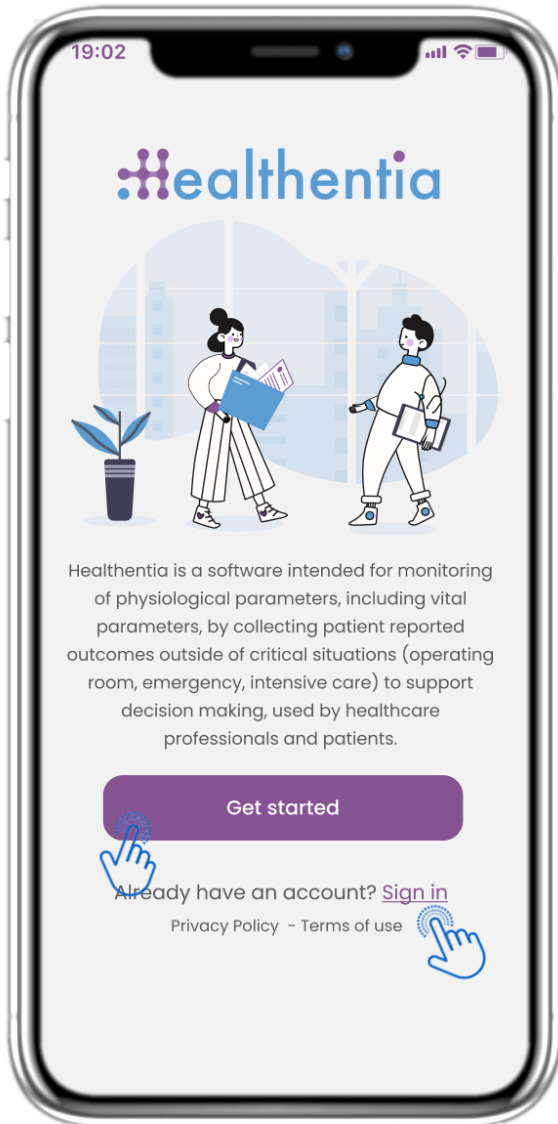 19:02
Healthentia
Healthentia is a software intended for monitoring
of physiological parameters, including vital
parameters, by collecting patient reported
outcomes outside of critical situations (operating
room, emergency, intensive care) to support
decision making, used by healthcare
professionals and patients.
Get started
Already have an account? Sign in
Privacy Policy - Terms of use